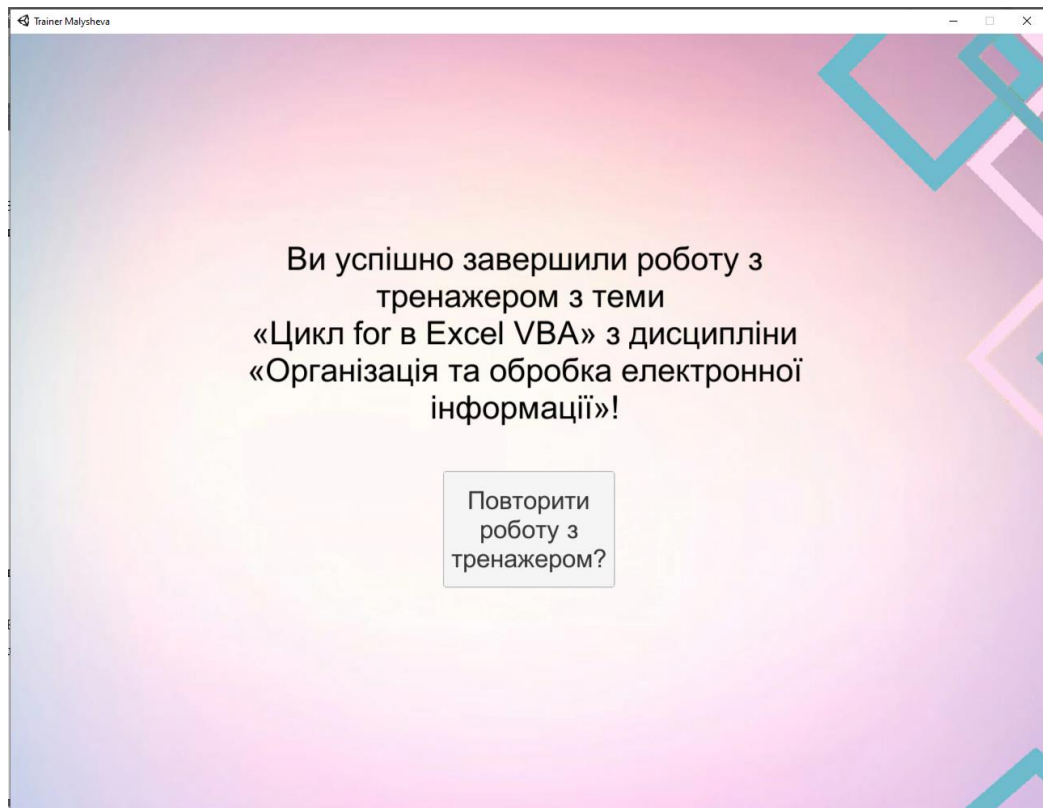 Trainer Malysheva
Ви успішно завершили роботу з
тренажером з теми
«Цикл for в Excel VBA» з дисципліни
«Організація та обробка електронної
інформації»!
Повторити
роботу з
тренажером?